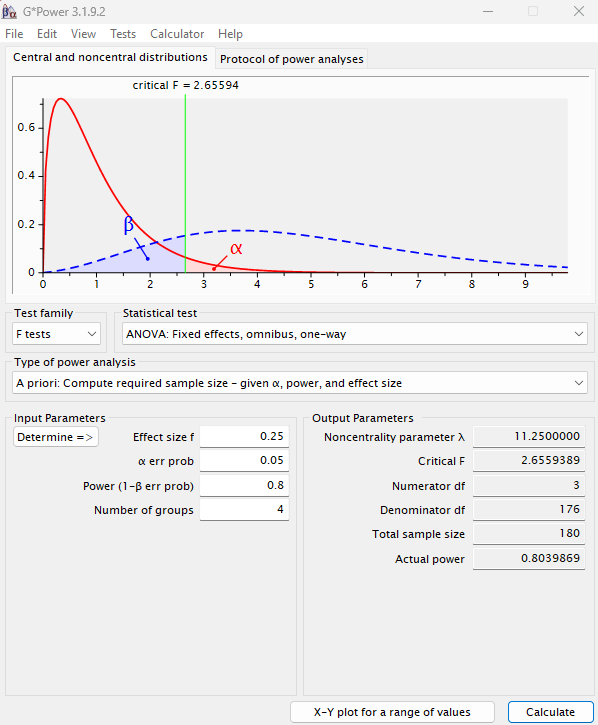 G*Power 3.1.9.2
File Edit View Tests Calculator Help
Central and noncentral distributions Protocol of power analyses
critical F = 2.65594
0.6
0.4
0.2
0
β
α
0 1 2 3 4 5 6 7 8 9
Test family Statistical test
F tests ANOVA: Fixed effects, omnibus, one-way
Type of power analysis
A priori: Compute required sample size - given α, power, and effect size
Input Parameters
Determine =>
Effect size f 0.25
α err prob 0.05
Power (1-β err prob) 0.8
Number of groups 4
Output Parameters
Noncentrality parameter λ 11.2500000
Critical F 2.6559389
Numerator df 3
Denominator df 176
Total sample size 180
Actual power 0.8039869
X-Y plot for a range of values Calculate